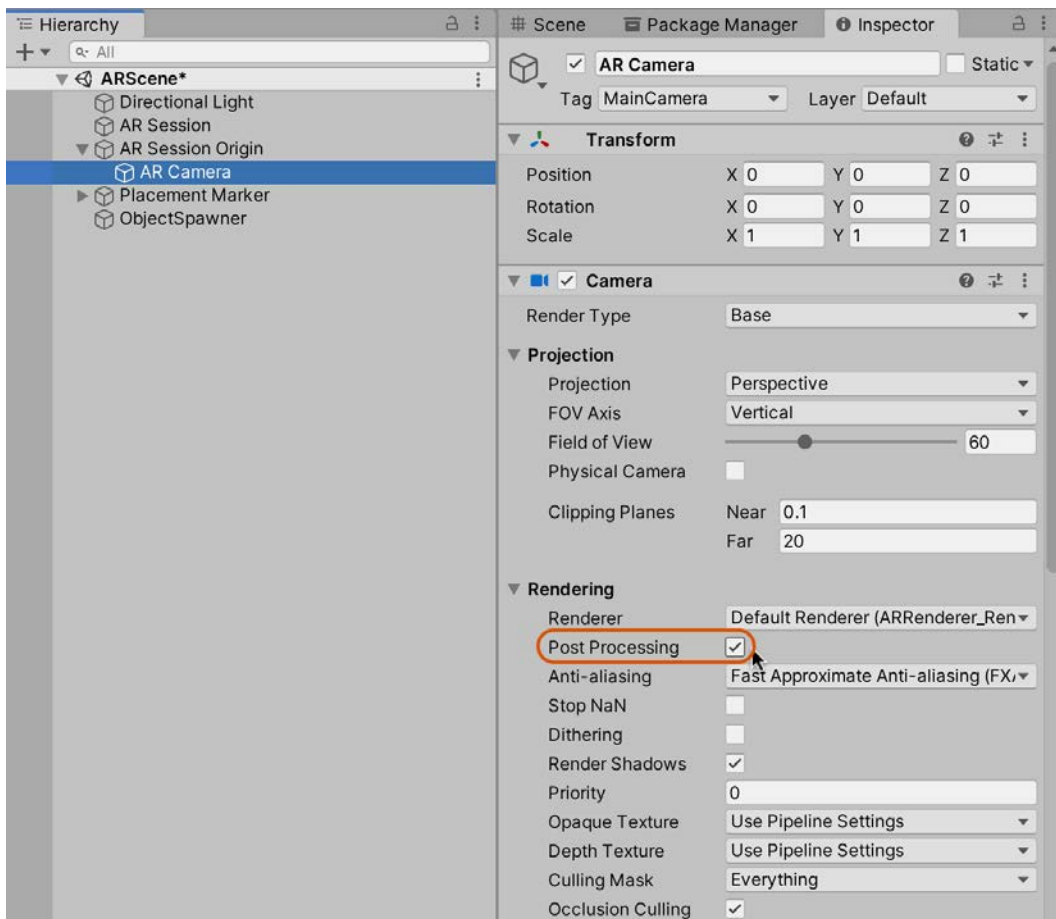 Hierarchy
All
ARScene*
Directional Light
AR Session
AR Session Origin
AR Camera
Placement Marker
ObjectSpawner
Scene Package Manager Inspector
AR Camera Static
Tag MainCamera Layer Default
Transform
Position X 0 Y 0 Z 0
Rotation X 0 Y 0 Z 0
Scale X 1 Y 1 Z 1
Camera
Render Type Base
Projection
Projection Perspective
FOV Axis Vertical
Field of View 60
Physical Camera
Clipping Planes Near 0.1
Far 20
Rendering
Renderer Default Renderer (ARRenderer_Ren
Post Processing
Anti-aliasing Fast Approximate Anti-aliasing (FX
Stop NaN
Dithering
Render Shadows
Priority 0
Opaque Texture Use Pipeline Settings
Depth Texture Use Pipeline Settings
Culling Mask Everything
Occlusion Culling